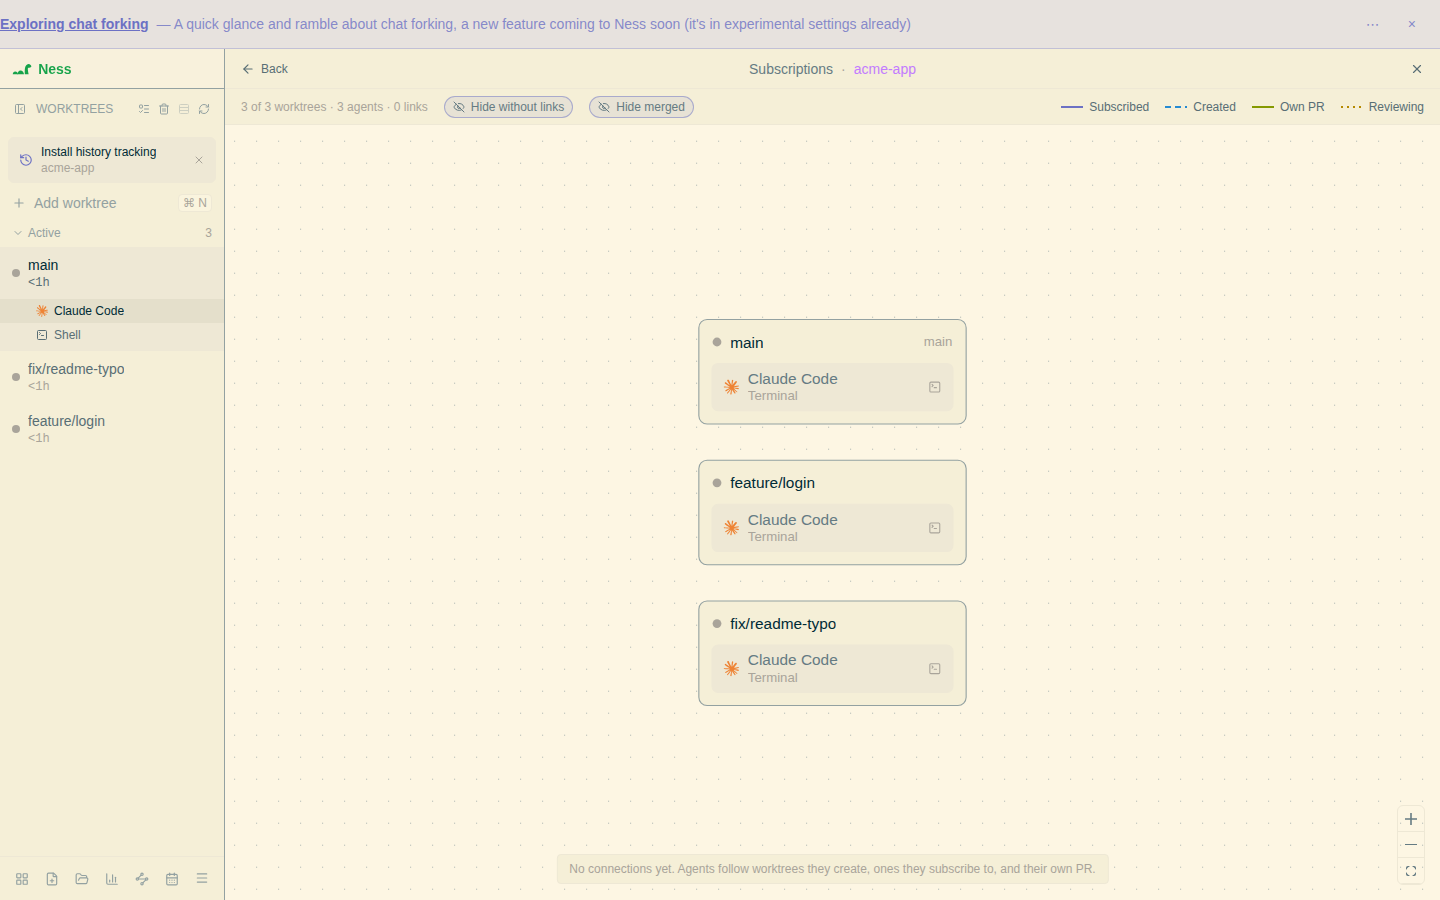 Exploring chat forking — A quick glance and ramble about chat forking, a new feature coming to Ness soon (it's in experimental settings already)
Ness
WORKTREES
Install history tracking
acme-app
Add worktree ⌘ N
Active 3
main
<1h
Claude Code
Shell
fix/readme-typo
<1h
feature/login
<1h
Back
Subscriptions · acme-app
3 of 3 worktrees · 3 agents · 0 links
Hide without links
Hide merged
Subscribed
Created
Own PR
Reviewing
main main
Claude Code
Terminal
feature/login
Claude Code
Terminal
fix/readme-typo
Claude Code
Terminal
No connections yet. Agents follow worktrees they create, ones they subscribe to, and their own PR.